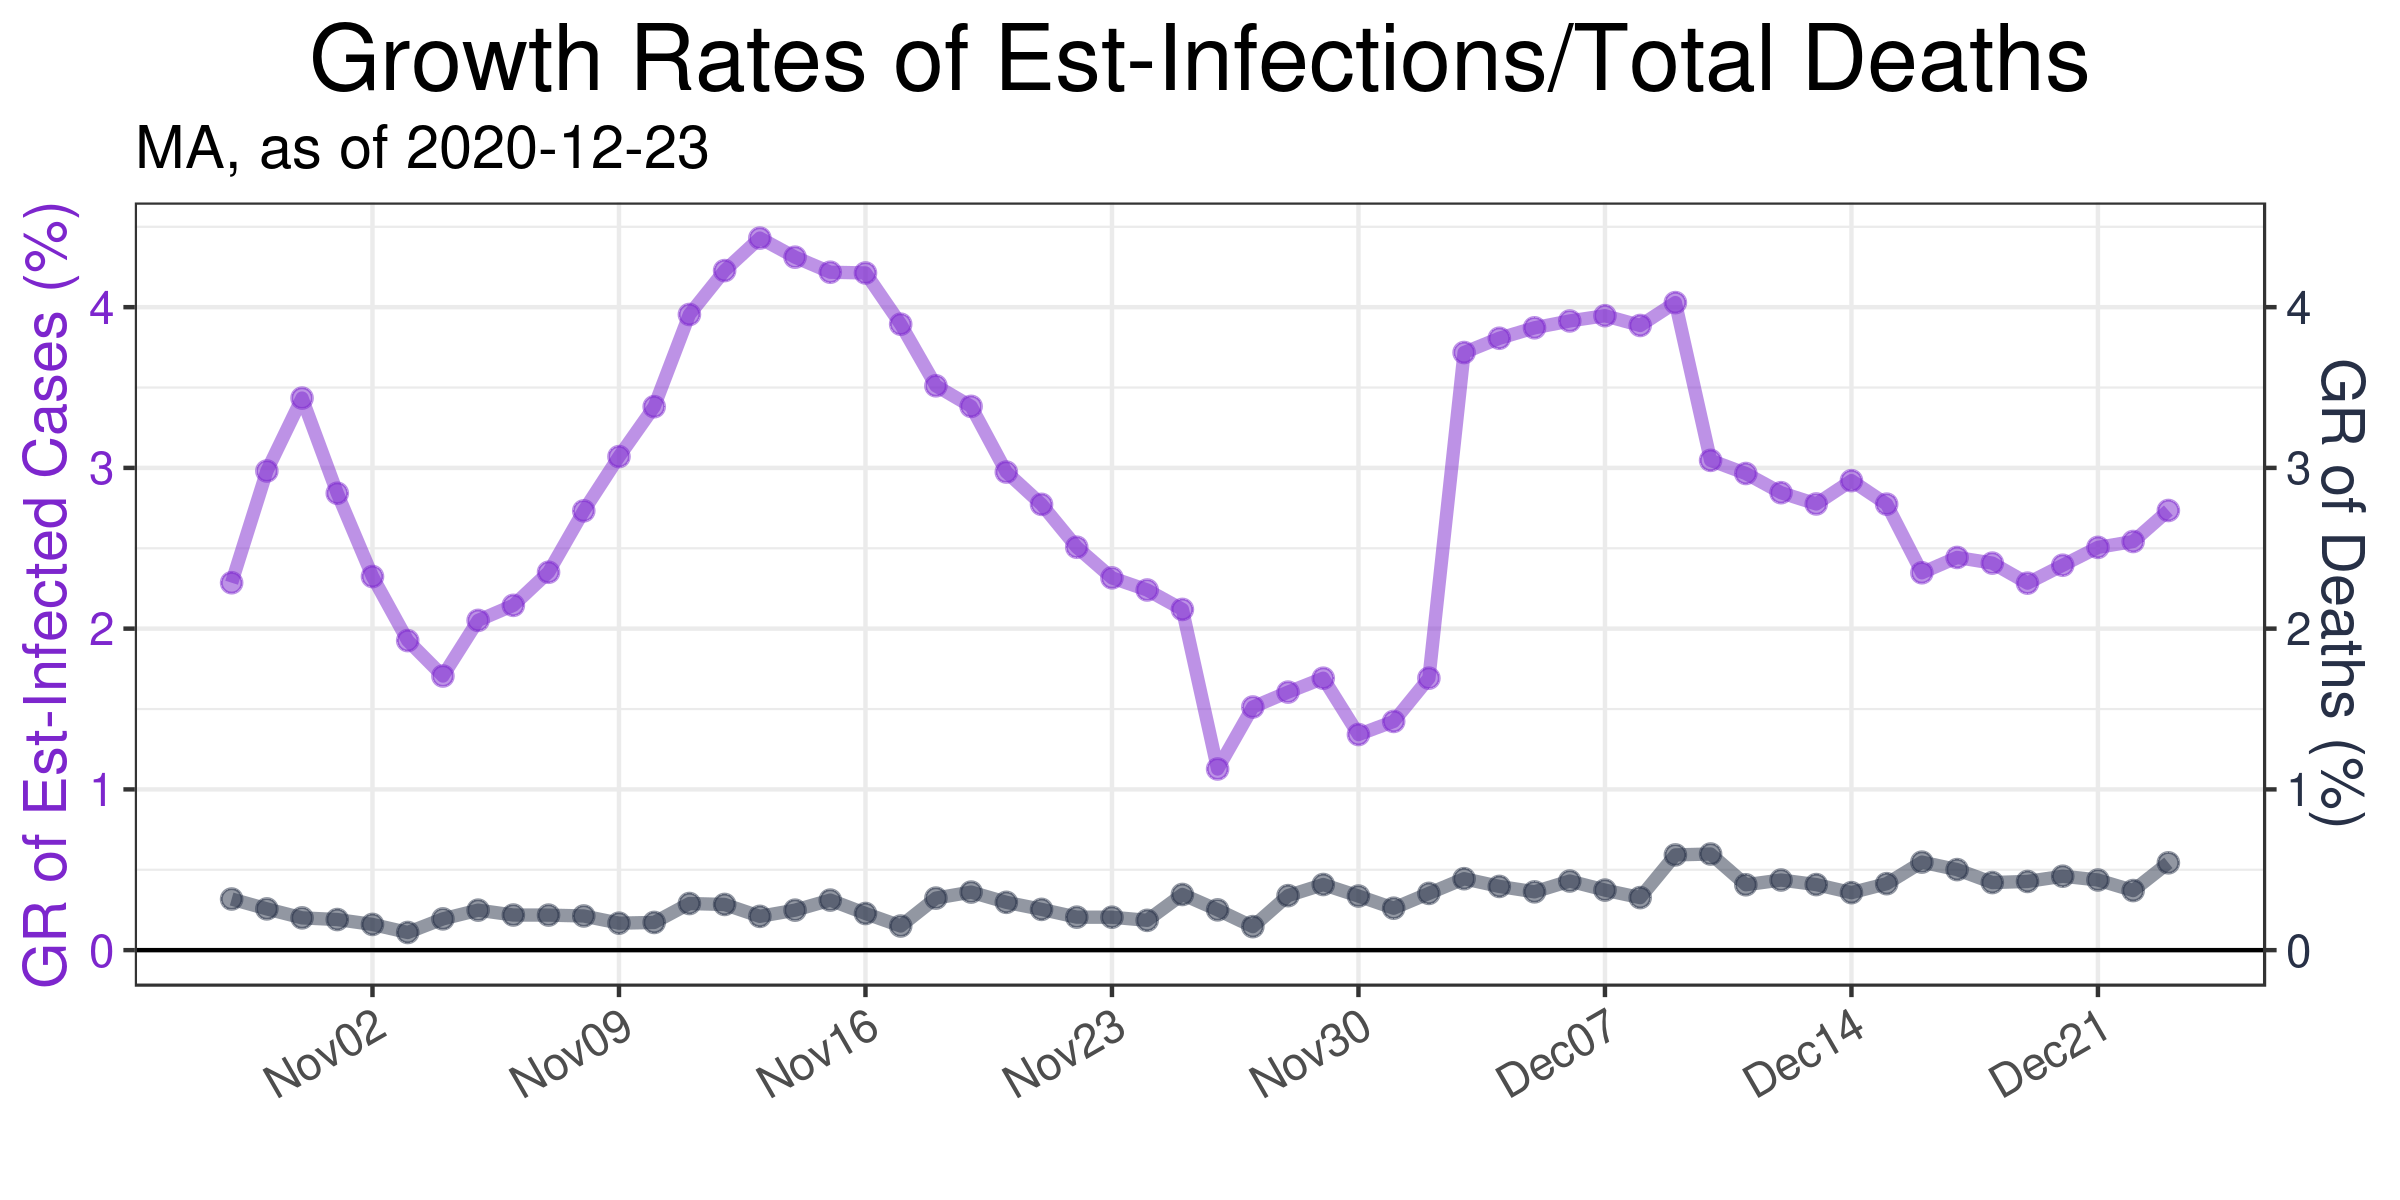 Growth Rates of Est-Infections/Total Deaths
MA, as of 2020-12-23
GR of Est-Infected Cases (%)
4
3
2
1
0
4
3
2
1
0
GR of Deaths (%)
Nov02
Nov09
Nov16
Nov23
Nov30
Dec07
Dec14
Dec21